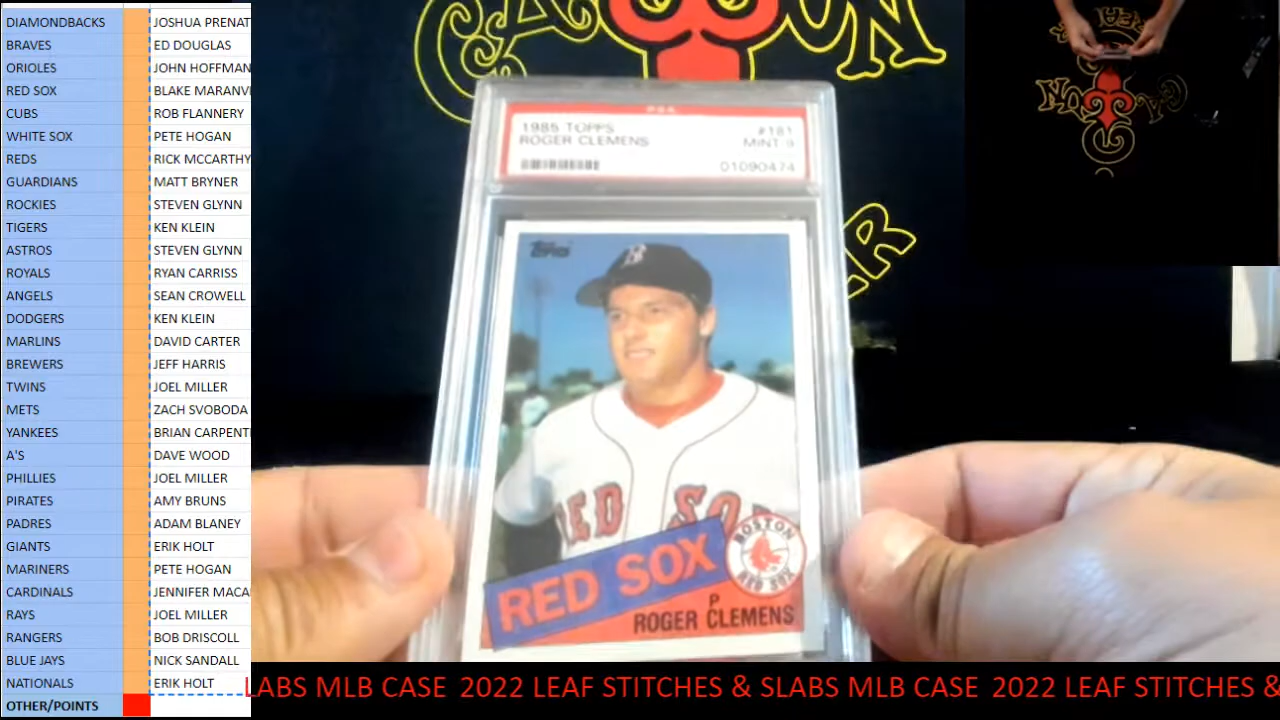 DIAMONDBACKS JOSHUA PRENAT
BRAVES ED DOUGLAS
ORIOLES JOHN HOFFMAN
RED SOX BLAKE MARANV
CUBS ROB FLANNERY
WHITE SOX PETE HOGAN
REDS RICK MCCARTHY
GUARDIANS MATT BRYNER
ROCKIES STEVEN GLYNN
TIGERS KEN KLEIN
ASTROS STEVEN GLYNN
ROYALS RYAN CARRISS
ANGELS SEAN CROWELL
DODGERS KEN KLEIN
MARLINS DAVID CARTER
BREWERS JEFF HARRIS
TWINS JOEL MILLER
METS ZACH SVOBODA
YANKEES BRIAN CARPENT
A'S DAVE WOOD
PHILLIES JOEL MILLER
PIRATES AMY BRUNS
PADRES ADAM BLANEY
GIANTS ERIK HOLT
MARINERS PETE HOGAN
CARDINALS JENNIFER MACA
RAYS JOEL MILLER
RANGERS BOB DRISCOLL
BLUE JAYS NICK SANDALL
NATIONALS ERIK HOLT
OTHER/POINTS
PSA
1985 TOPPS #181
ROGER CLEMENS MINT 9
01090474
Topps
B
RED SO
RED SOX
BOSTON
RED SOX
P
ROGER CLEMENS
LABS MLB CASE 2022 LEAF STITCHES & SLABS MLB CASE 2022 LEAF STITCHES &